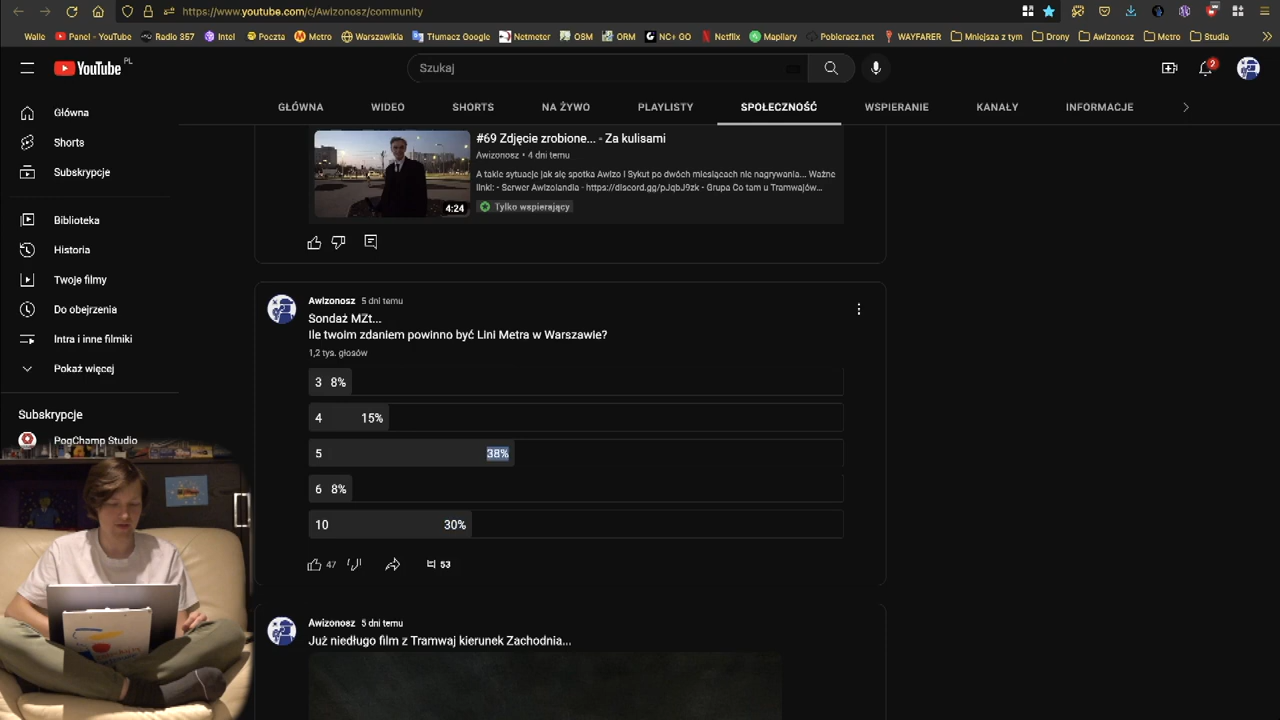 https://www.youtube.com/c/Awizonosz/community
Walle Panel - YouTube Radio 357 Intel Poczta Metro Warszawikia Tłumacz Google Netmeter OSM ORM NC+ GO Netflix Mapillary Pobieracz.net WAYFARER Mniejsza z tym Drony Awizonosz Metro Studia
YouTube PL
Szukaj
2
GŁÓWNA WIDEO SHORTS NA ŻYWO PLAYLISTY SPOŁECZNOŚĆ WSPIERANIE KANAŁY INFORMACJE
Główna
Shorts
Subskrypcje
Biblioteka
Historia
Twoje filmy
Do obejrzenia
Intra i inne filmiki
Pokaż więcej
Subskrypcje
PogChamp Studio
4:24
#69 Zdjęcie zrobione... - Za kulisami
Awizonosz • 4 dni temu
A takie sytuacje jak się spotka Awizo i Sykut po dwóch miesiącach nie nagrywania... Ważne
linki: - Serwer Awizolandia - https://discord.gg/pJqbJ9zk - Grupa Co tam u Tramwajów...
Tylko wspierający
Awizonosz 5 dni temu
Sondaż MZt...
Ile twoim zdaniem powinno być Lini Metra w Warszawie?
1,2 tys. głosów
3 8%
4 15%
5 38%
6 8%
10 30%
47 53
Awizonosz 5 dni temu
Już niedługo film z Tramwaj kierunek Zachodnia...